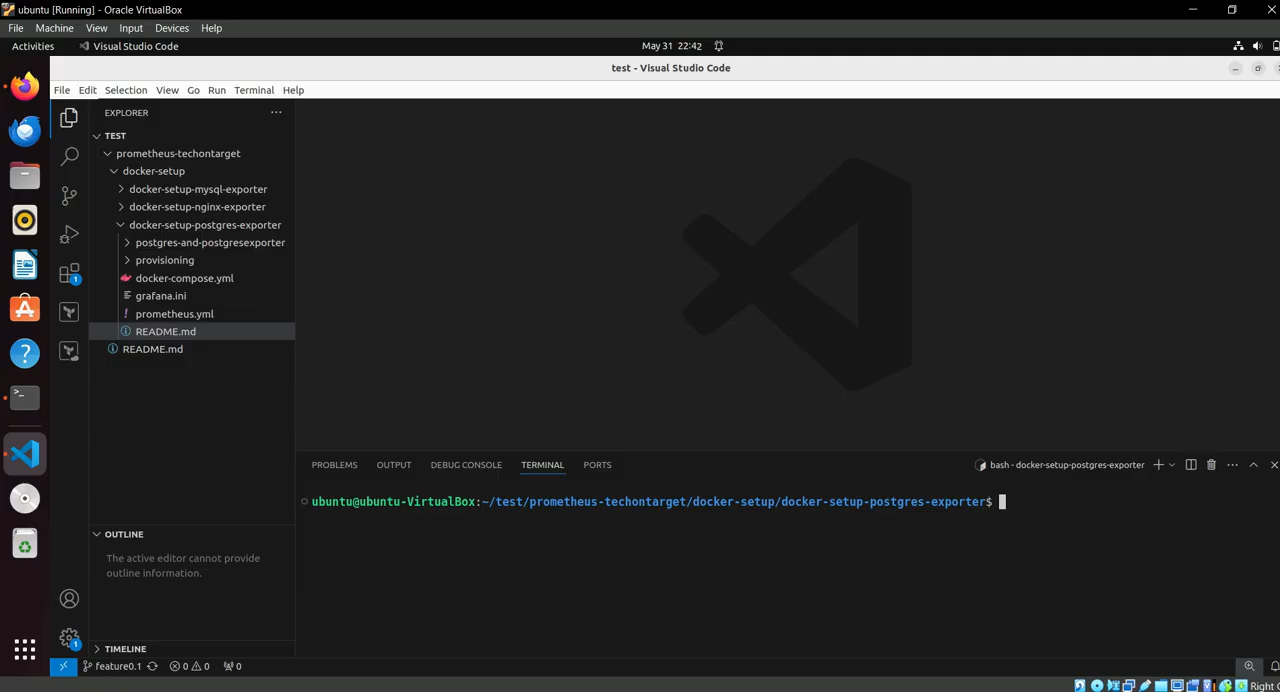 ubuntu [Running] - Oracle VirtualBox
File Machine View Input Devices Help
Activities Visual Studio Code May 31 22:42
test - Visual Studio Code
File Edit Selection View Go Run Terminal Help
EXPLORER
TEST
prometheus-techontarget
docker-setup
docker-setup-mysql-exporter
docker-setup-nginx-exporter
docker-setup-postgres-exporter
postgres-and-postgresexporter
provisioning
docker-compose.yml
grafana.ini
prometheus.yml
README.md
README.md
PROBLEMS OUTPUT DEBUG CONSOLE TERMINAL PORTS bash - docker-setup-postgres-exporter
ubuntu@ubuntu-VirtualBox:~/test/prometheus-techontarget/docker-setup/docker-setup-postgres-exporter$
OUTLINE
The active editor cannot provide
outline information.
TIMELINE
1
1
feature0.1 0 0 0
Right